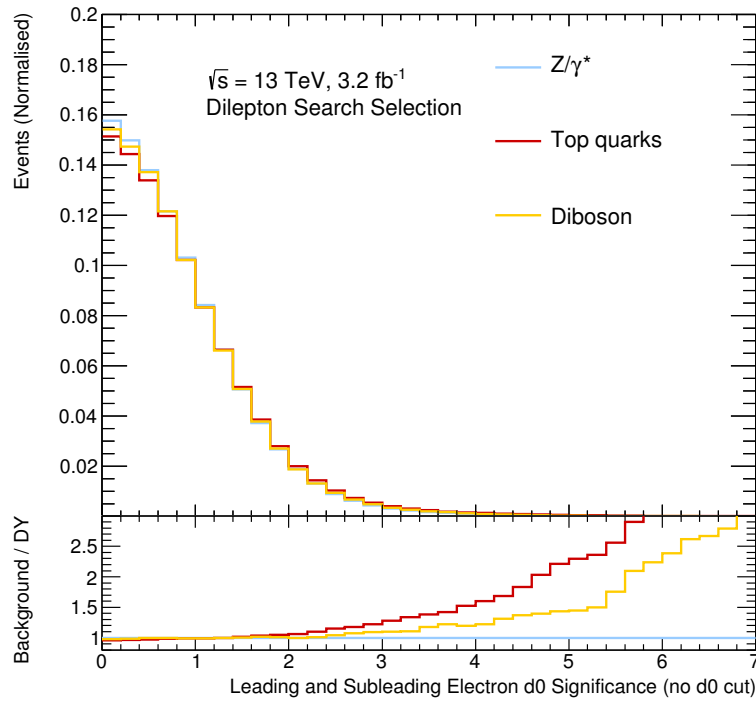 Events (Normalised)
0.2
0.18
0.16
0.14
0.12
0.1
0.08
0.06
0.04
0.02
√s = 13 TeV, 3.2 fb⁻¹
Dilepton Search Selection
Z/γ*
Top quarks
Diboson
Background / DY
2.5
2
1.5
1
0 1 2 3 4 5 6 7
Leading and Subleading Electron d0 Significance (no d0 cut)